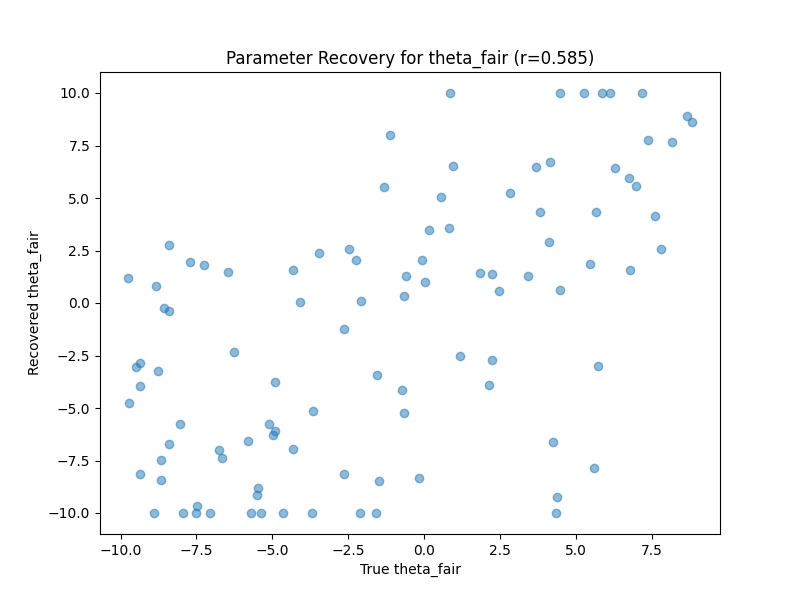 Parameter Recovery for theta_fair (r=0.585)
Recovered theta_fair
10.0
7.5
5.0
2.5
0.0
−2.5
−5.0
−7.5
−10.0
−10.0 −7.5 −5.0 −2.5 0.0 2.5 5.0 7.5
True theta_fair